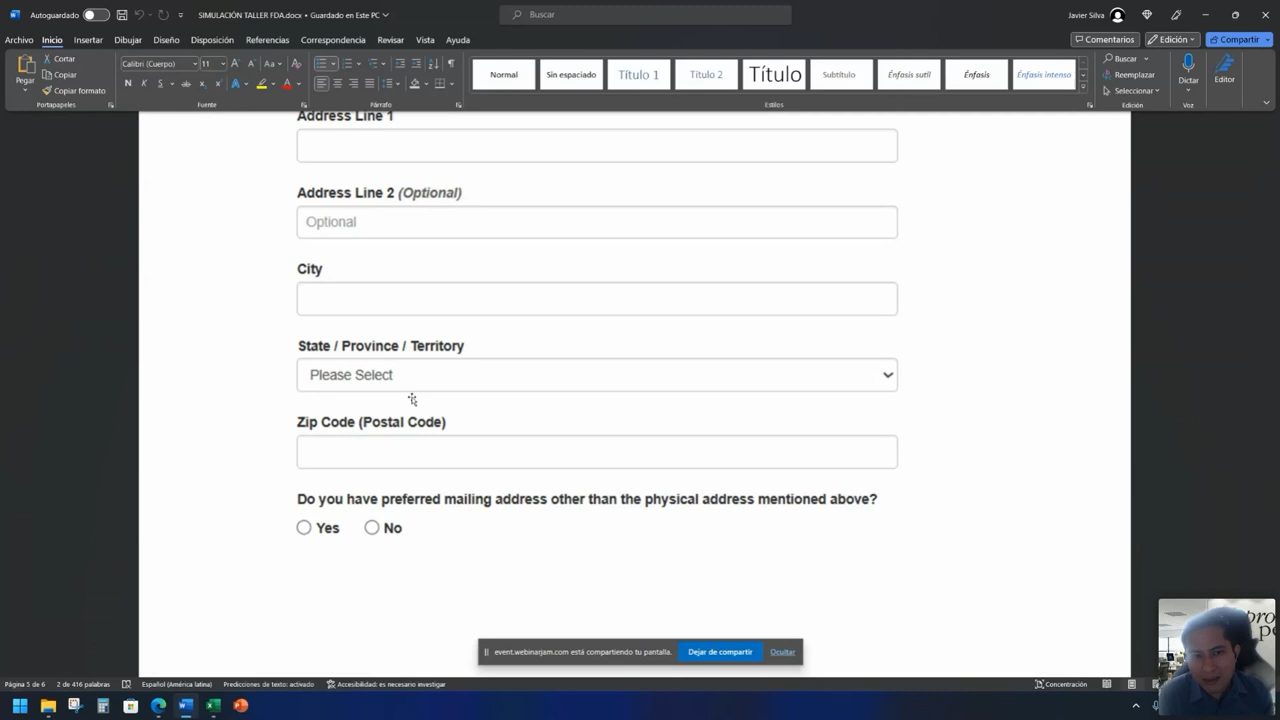 Autoguardado
SIMULACIÓN TALLER FDA.docx • Guardado en Este PC
Buscar
Javier Silva
Archivo Inicio Insertar Dibujar Diseño Disposición Referencias Correspondencia Revisar Vista Ayuda
Comentarios Edición Compartir
Pegar
Cortar
Copiar
Copiar formato
Portapapeles
Calibri (Cuerpo) 11
Fuente
Párrafo
Normal
Sin espaciado
Título 1
Título 2
Título
Subtítulo
Énfasis sutil
Énfasis
Énfasis intenso
Estilos
Buscar
Reemplazar
Seleccionar
Edición
Dictar
Voz
Editor
Editor
Address Line 1
Address Line 2 (Optional)
Optional
City
State / Province / Territory
Please Select
Zip Code (Postal Code)
Do you have preferred mailing address other than the physical address mentioned above?
Yes No
event.webinarjam.com está compartiendo tu pantalla. Dejar de compartir Ocultar
Página 5 de 6 2 de 416 palabras Español (América latina) Predicciones de texto: activado Accesibilidad: es necesario investigar Concentración